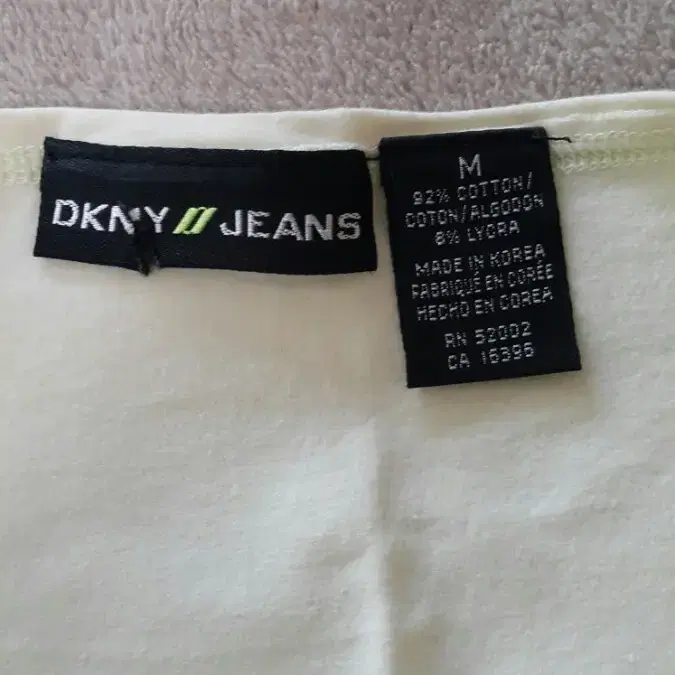 DKNY // JEANS
M
92% COTTON/
COTON/ALGODON
8% LYCRA
MADE IN KOREA
FABRIQUÉ EN CORÉE
HECHO EN COREA
RN 52002
CA 16396